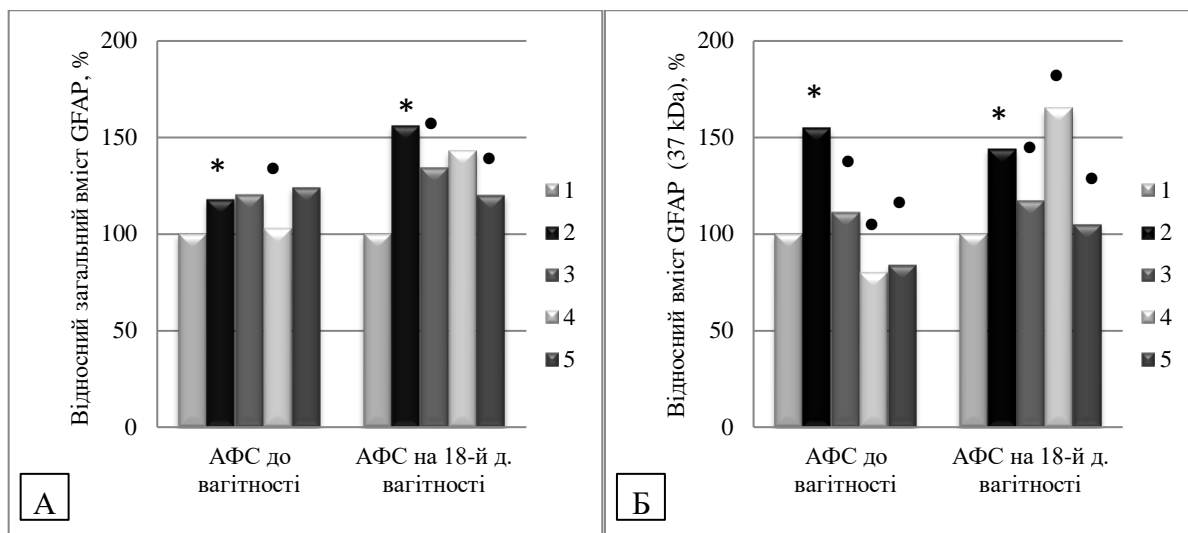 Відносний загальний вміст GFAP, %
200
150
100
50
0
*
*
АФС до
вагітності
АФС на 18-й д.
вагітності
1
2
3
4
5
А
Відносний вміст GFAP (37 kDa), %
200
150
100
50
0
*
*
АФС до
вагітності
АФС на 18-й д.
вагітності
1
2
3
4
5
Б